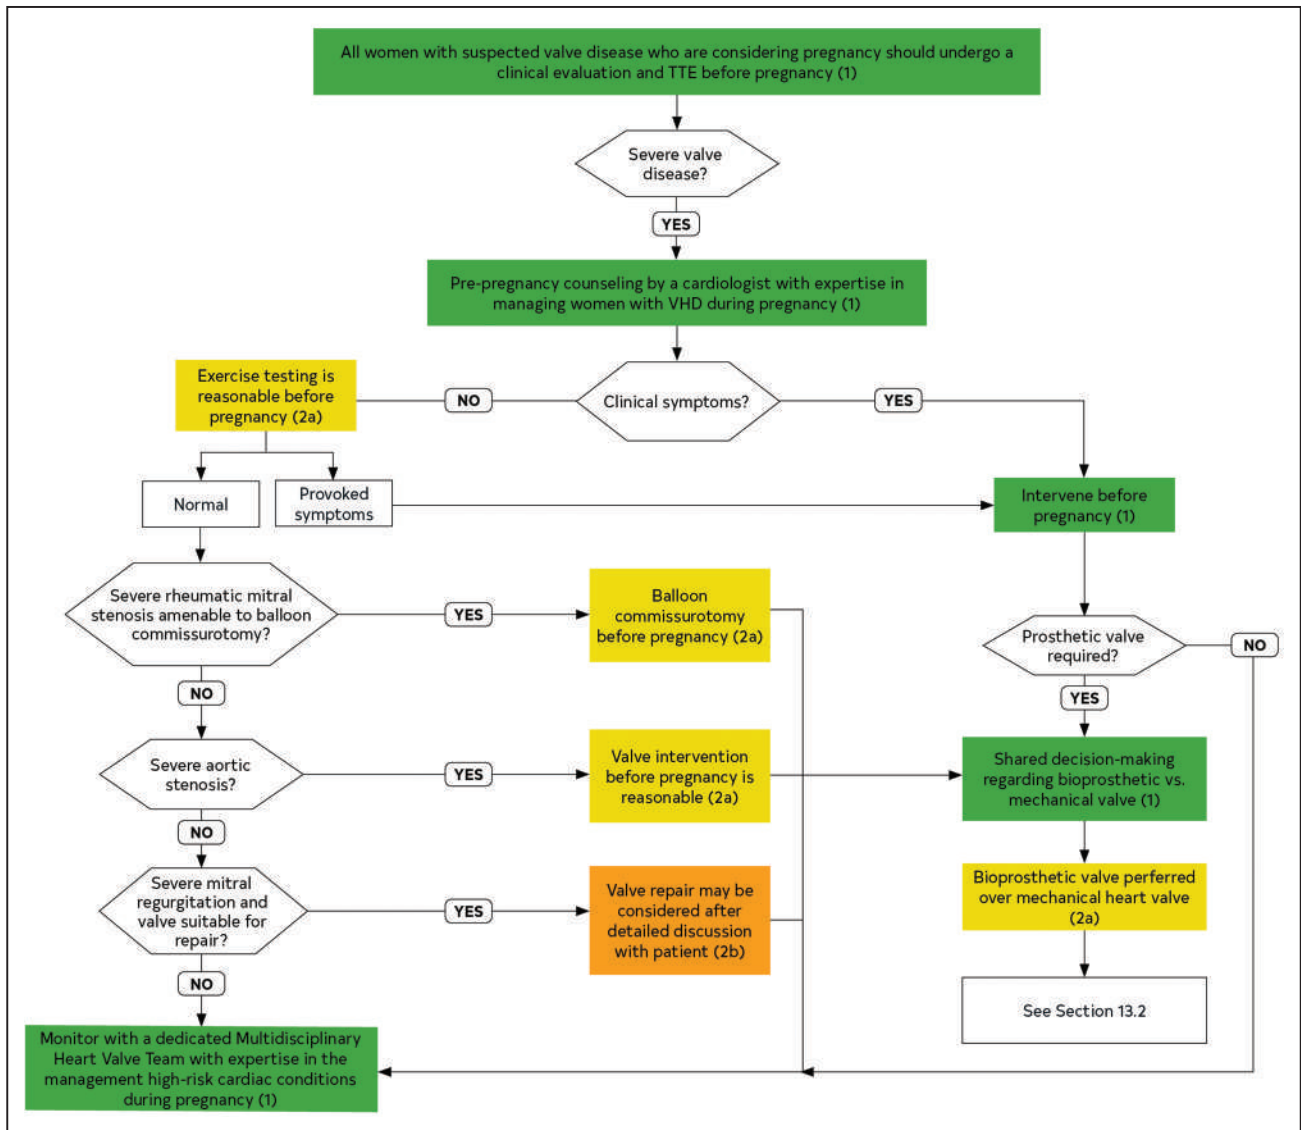 All women with suspected valve disease who are considering pregnancy should undergo a
clinical evaluation and TTE before pregnancy (1)
Severe valve
disease?
YES
Pre-pregnancy counseling by a cardiologist with expertise in
managing women with VHD during pregnancy (1)
Exercise testing is
reasonable before
pregnancy (2a)
NO
Clinical symptoms?
YES
Normal
Provoked
symptoms
Intervene before
pregnancy (1)
Severe rheumatic mitral
stenosis amenable to balloon
commissurotomy?
YES
Balloon
commissurotomy
before pregnancy (2a)
Prosthetic valve
required?
NO
NO
YES
Severe aortic
stenosis?
YES
Valve intervention
before pregnancy is
reasonable (2a)
Shared decision-making
regarding bioprosthetic vs.
mechanical valve (1)
NO
Severe mitral
regurgitation and
valve suitable for
repair?
YES
Valve repair may be
considered after
detailed discussion
with patient (2b)
Bioprosthetic valve perferred
over mechanical heart valve
(2a)
NO
See Section 13.2
Monitor with a dedicated Multidisciplinary
Heart Valve Team with expertise in the
management high-risk cardiac conditions
during pregnancy (1)